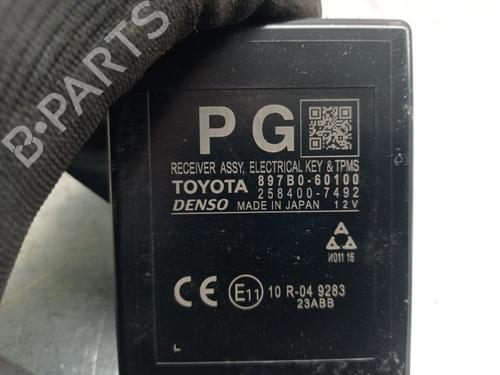 B-PARTS
PG
RECEIVER ASSY, ELECTRICAL KEY & TPMS
TOYOTA 897B0-60100
258400-7492
DENSO MADE IN JAPAN 12V
И011 16
CE E11 10 R-04 9283
23ABB
L